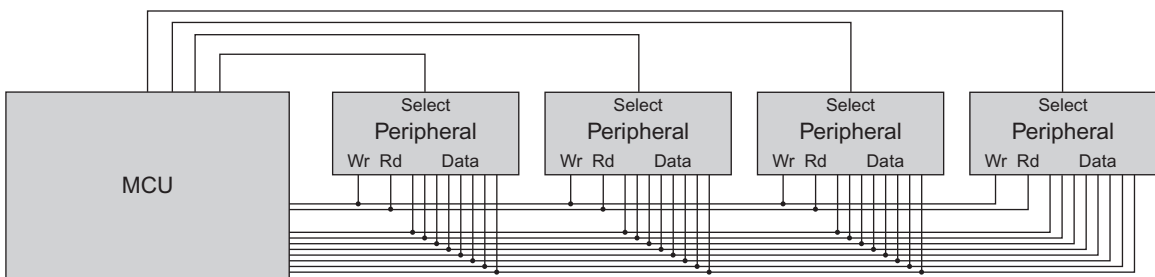 MCU
Select
Peripheral
Wr Rd Data
Select
Peripheral
Wr Rd Data
Select
Peripheral
Wr Rd Data
Select
Peripheral
Wr Rd Data